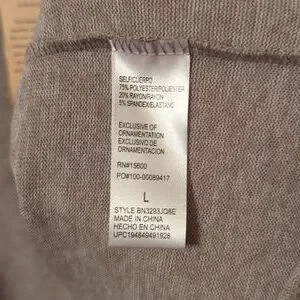 SELF/CUERPO
75% POLYESTER/POLIESTER
20% RAYON/RAYON
5% SPANDEX/ELASTANO
EXCLUSIVE OF
ORNAMENTATION
EXCLUSIVO DE
ORNAMENTACION
RN#15600
PO#100-00089417
L
STYLE BN3293JQ8E
MADE IN CHINA
HECHO EN CHINA
UPC194849491928